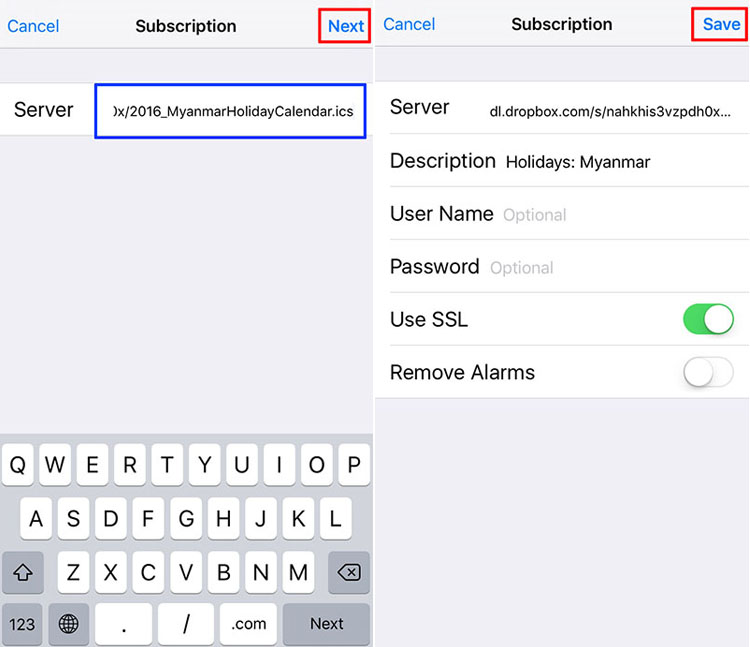 Cancel Subscription Next
Server 0x/2016_MyanmarHolidayCalendar.ics
Q W E R T Y U I O P
A S D F G H J K L
Z X C V B N M
123 . / .com Next
Cancel Subscription Save
Server dl.dropbox.com/s/nahkhis3vzpdh0x...
Description Holidays: Myanmar
User Name Optional
Password Optional
Use SSL
Remove Alarms